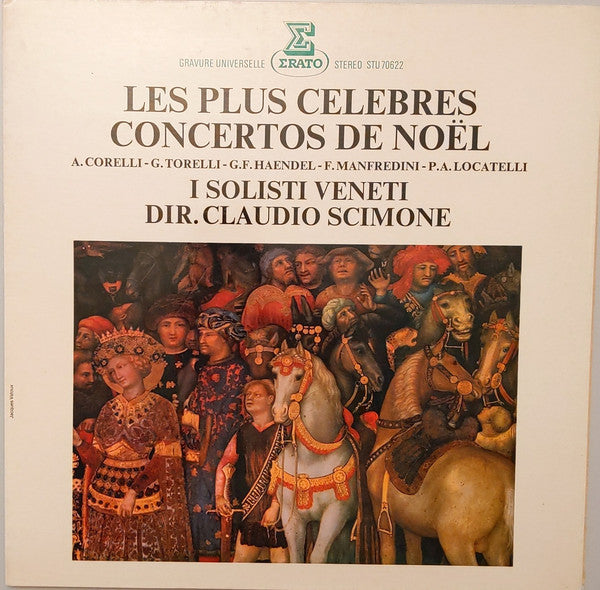 GRAVURE UNIVERSELLE ERATO STEREO STU 70622
LES PLUS CELEBRES
CONCERTOS DE NOËL
A. CORELLI - G. TORELLI - G.F. HAENDEL - F. MANFREDINI - P.A. LOCATELLI
I SOLISTI VENETI
DIR. CLAUDIO SCIMONE